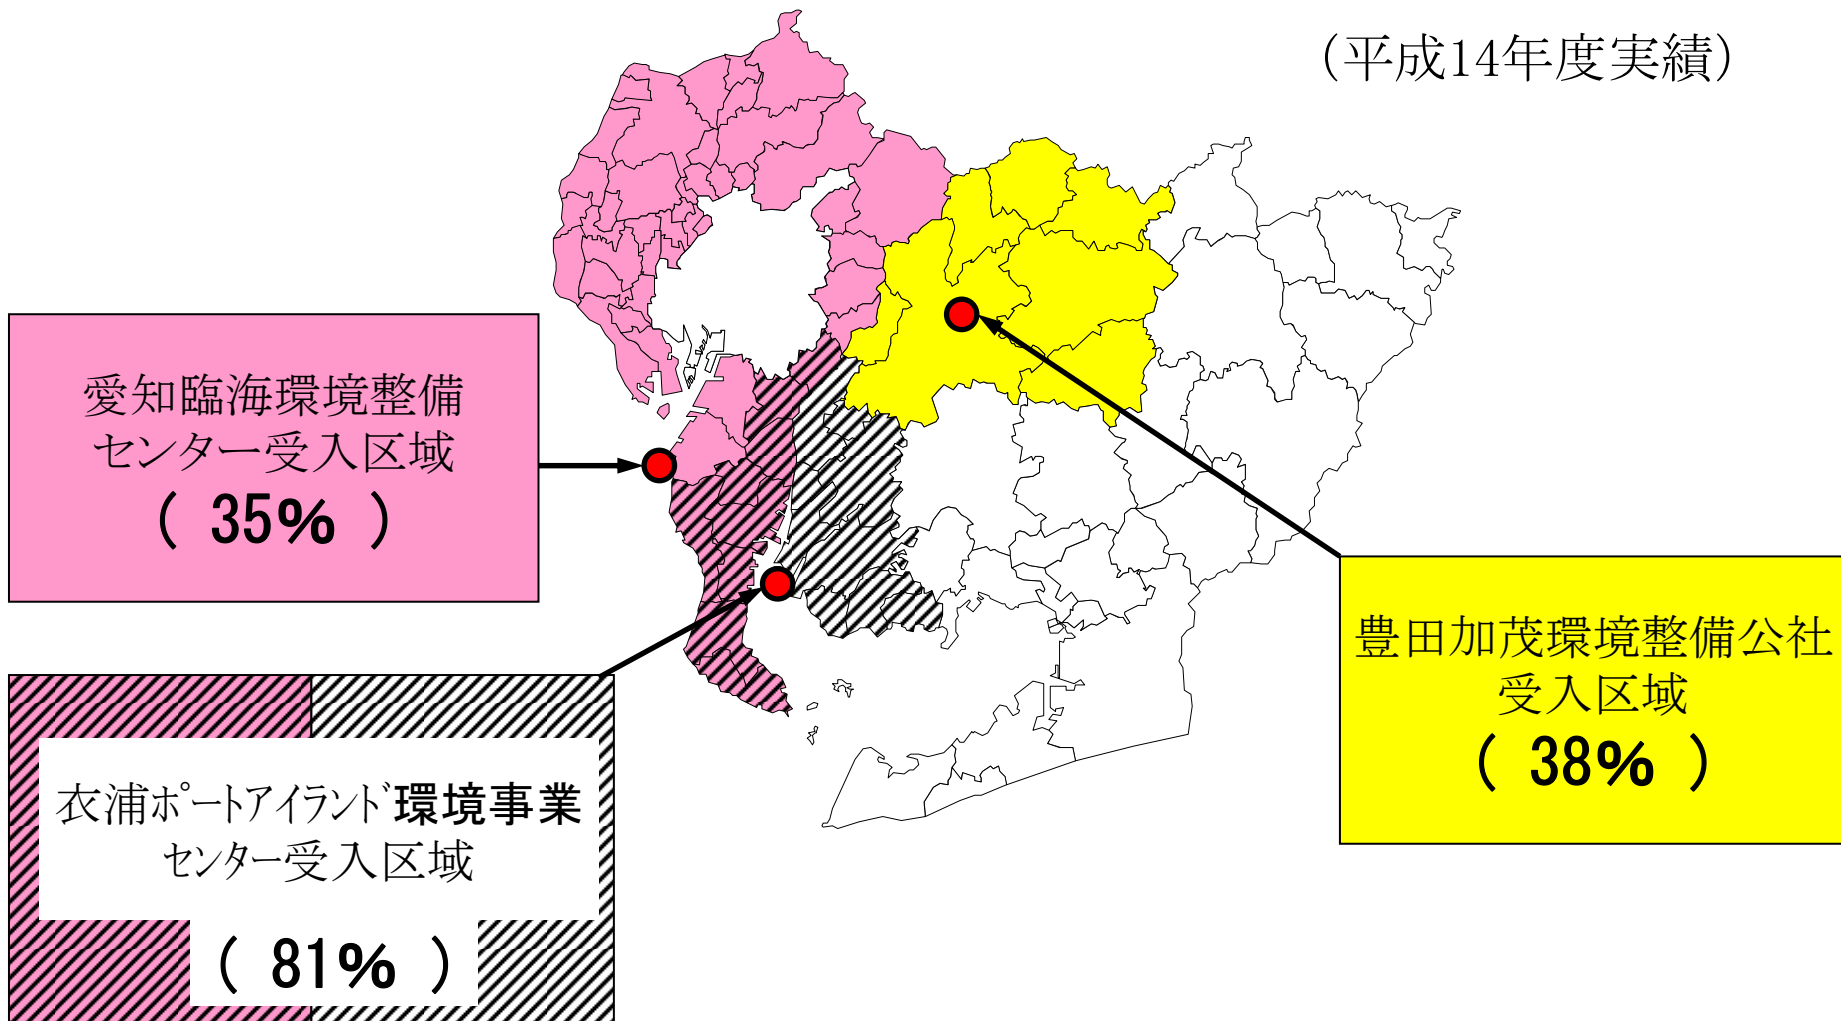 （平成14年度実績）
愛知臨海環境整備
センター受入区域
（ 35％ ）
豊田加茂環境整備公社
受入区域
（ 38％ ）
衣浦ポートアイランド環境事業
センター受入区域
（ 81％ ）